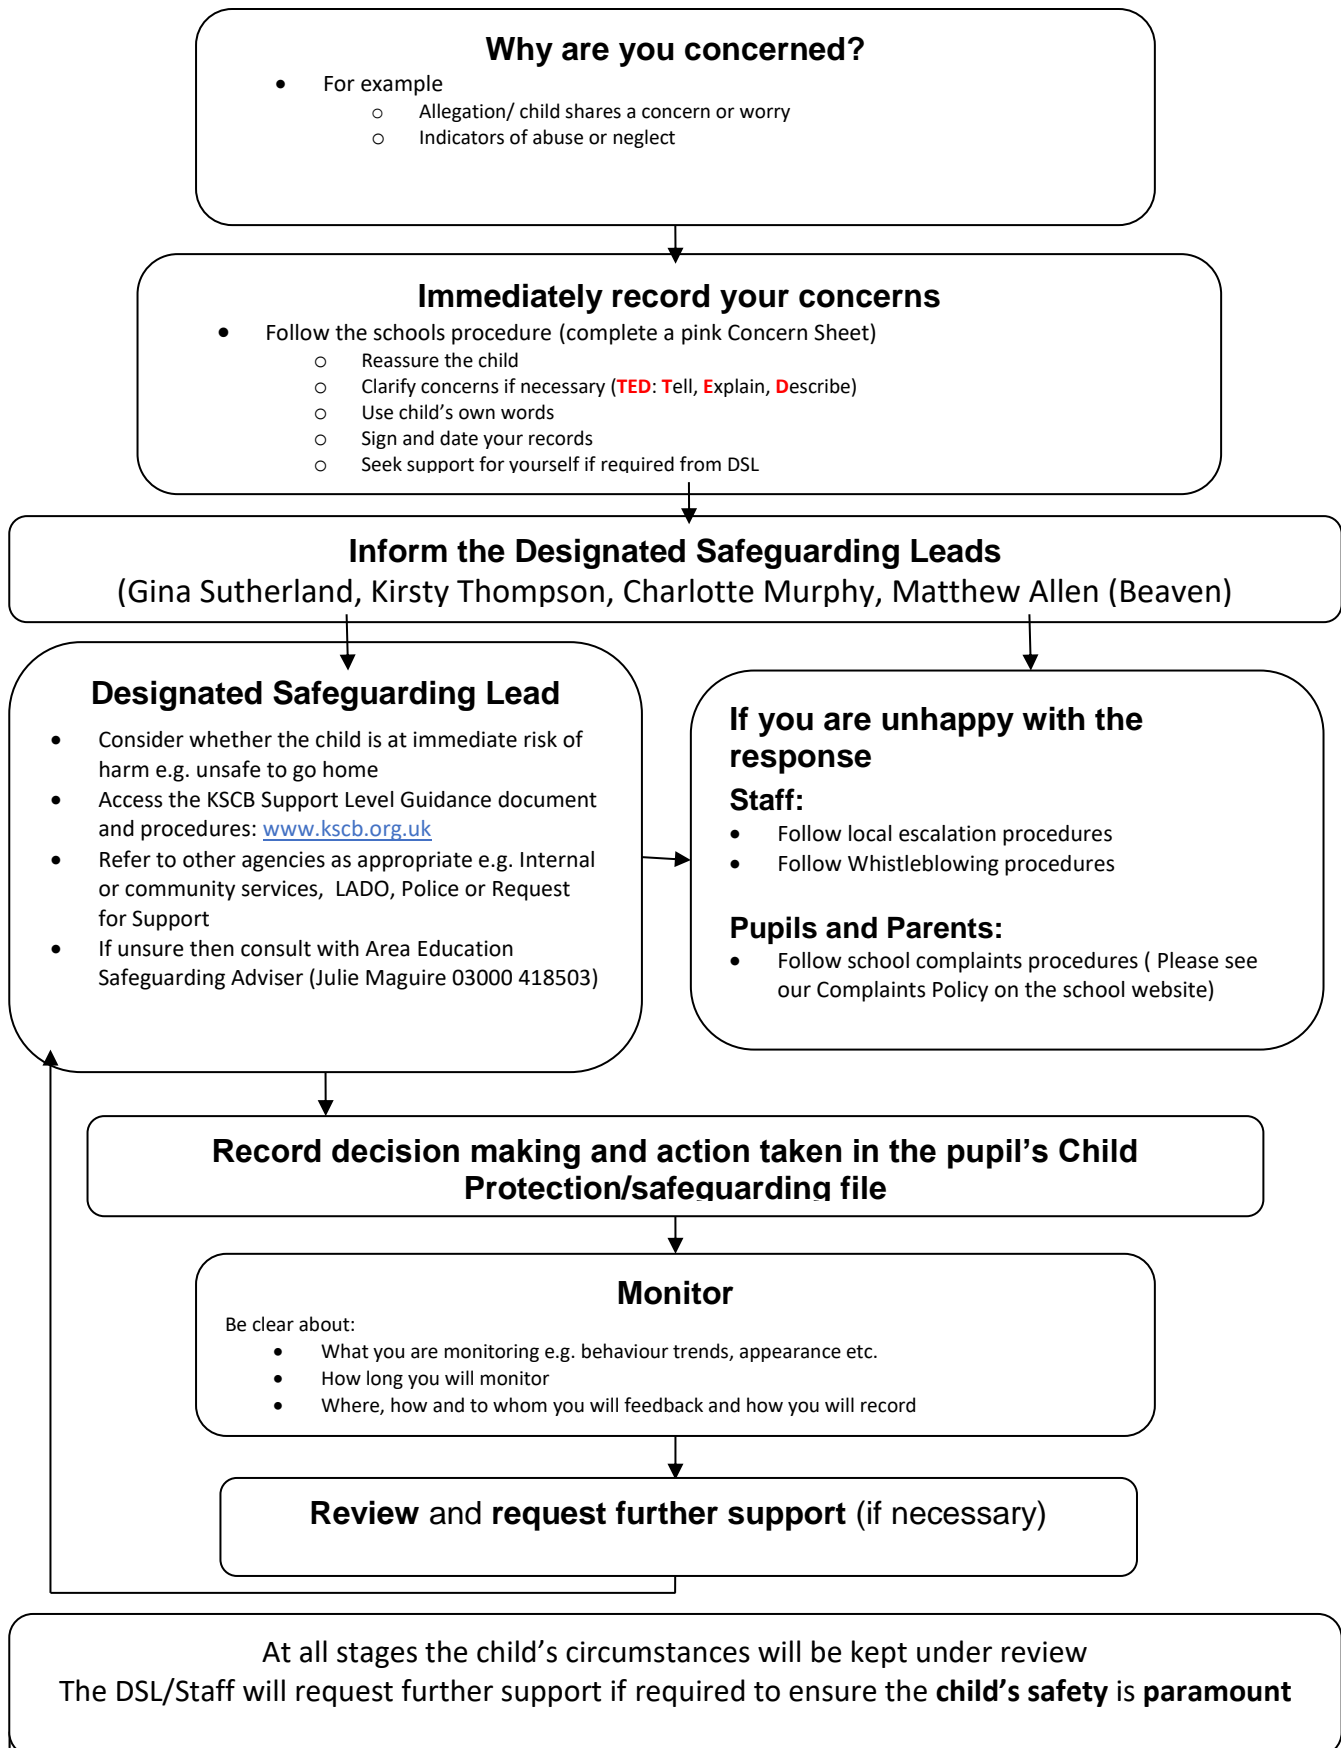 Why are you concerned?
• For example
o Allegation/ child shares a concern or worry
o Indicators of abuse or neglect
Immediately record your concerns
• Follow the schools procedure (complete a pink Concern Sheet)
o Reassure the child
o Clarify concerns if necessary (TED: Tell, Explain, Describe)
o Use child's own words
o Sign and date your records
o Seek support for yourself if required from DSL
Inform the Designated Safeguarding Leads
(Gina Sutherland, Kirsty Thompson, Charlotte Murphy, Matthew Allen (Beaven)
Designated Safeguarding Lead
• Consider whether the child is at immediate risk of
harm e.g. unsafe to go home
• Access the KSCB Support Level Guidance document
and procedures: www.kscb.org.uk
• Refer to other agencies as appropriate e.g. Internal
or community services, LADO, Police or Request
for Support
• If unsure then consult with Area Education
Safeguarding Adviser (Julie Maguire 03000 418503)
If you are unhappy with the
response
Staff:
• Follow local escalation procedures
• Follow Whistleblowing procedures
Pupils and Parents:
• Follow school complaints procedures ( Please see
our Complaints Policy on the school website)
Record decision making and action taken in the pupil's Child
Protection/safeguarding file
Monitor
Be clear about:
• What you are monitoring e.g. behaviour trends, appearance etc.
• How long you will monitor
• Where, how and to whom you will feedback and how you will record
Review and request further support (if necessary)
At all stages the child's circumstances will be kept under review
The DSL/Staff will request further support if required to ensure the child's safety is paramount